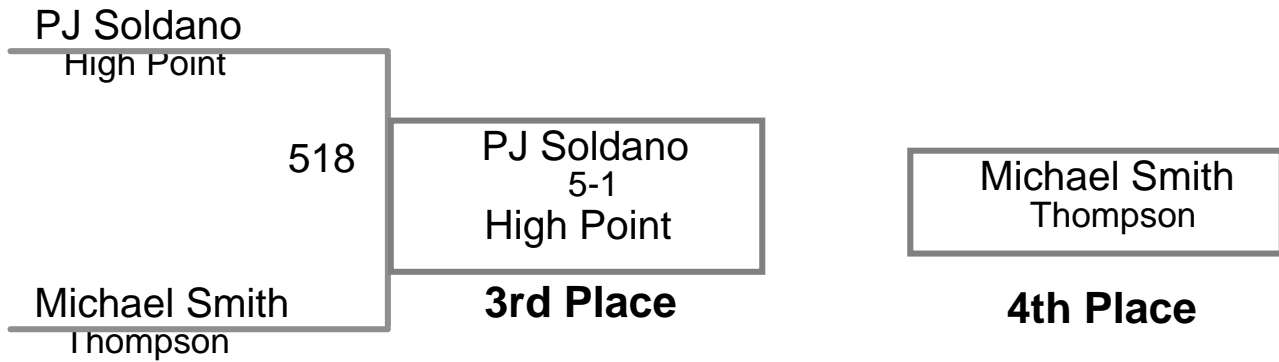 PJ Soldano
High Point
518
PJ Soldano
5-1
High Point
3rd Place
Michael Smith
Thompson
4th Place
Michael Smith
Thompson